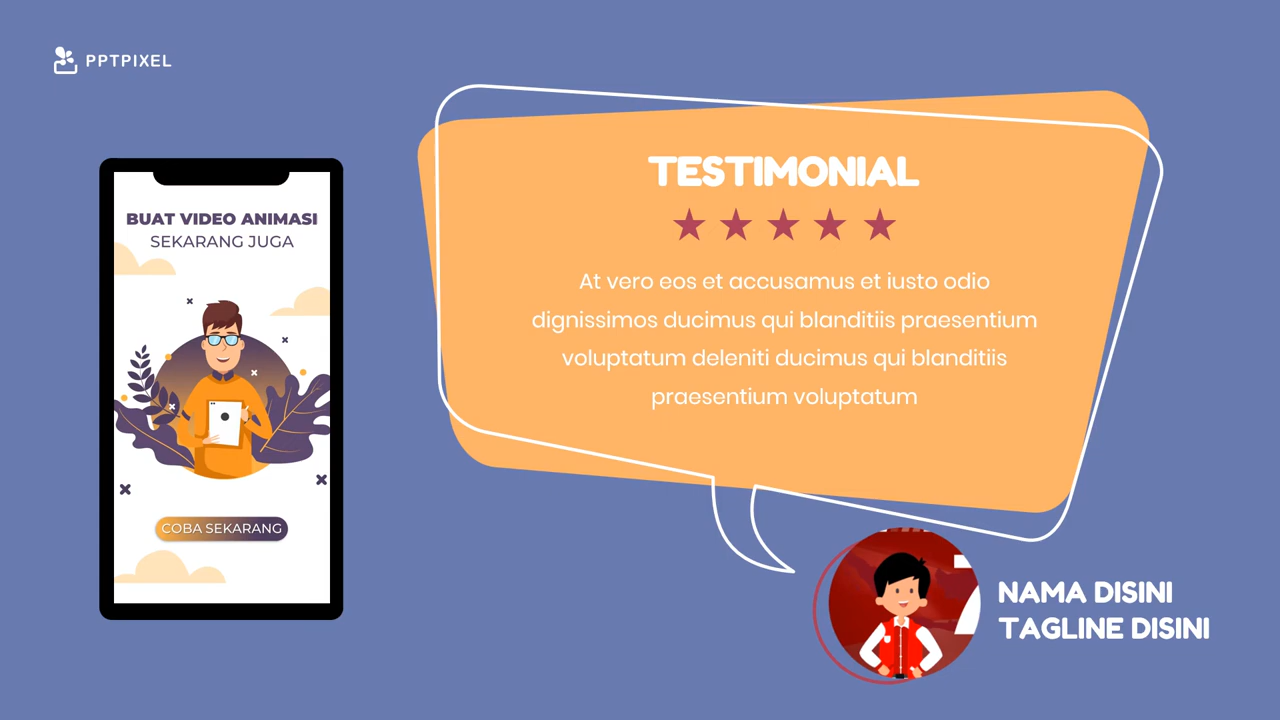 PPTPIXEL
BUAT VIDEO ANIMASI
SEKARANG JUGA
COBA SEKARANG
TESTIMONIAL
At vero eos et accusamus et iusto odio
dignissimos ducimus qui blanditiis praesentium
voluptatum deleniti ducimus qui blanditiis
praesentium voluptatum
NAMA DISINI
TAGLINE DISINI